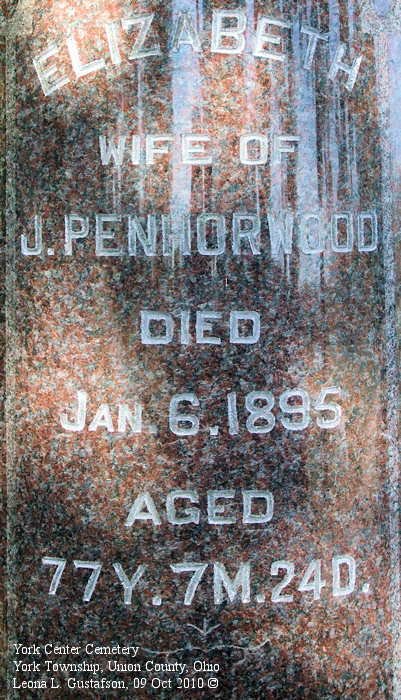 ELIZABETH
WIFE OF
J. PENHORWOOD
DIED
JAN. 6. 1895
AGED
77Y. 7M. 24D.
York Center Cemetery
York Township, Union County, Ohio
Leona L. Gustafson, 09 Oct 2010 ©